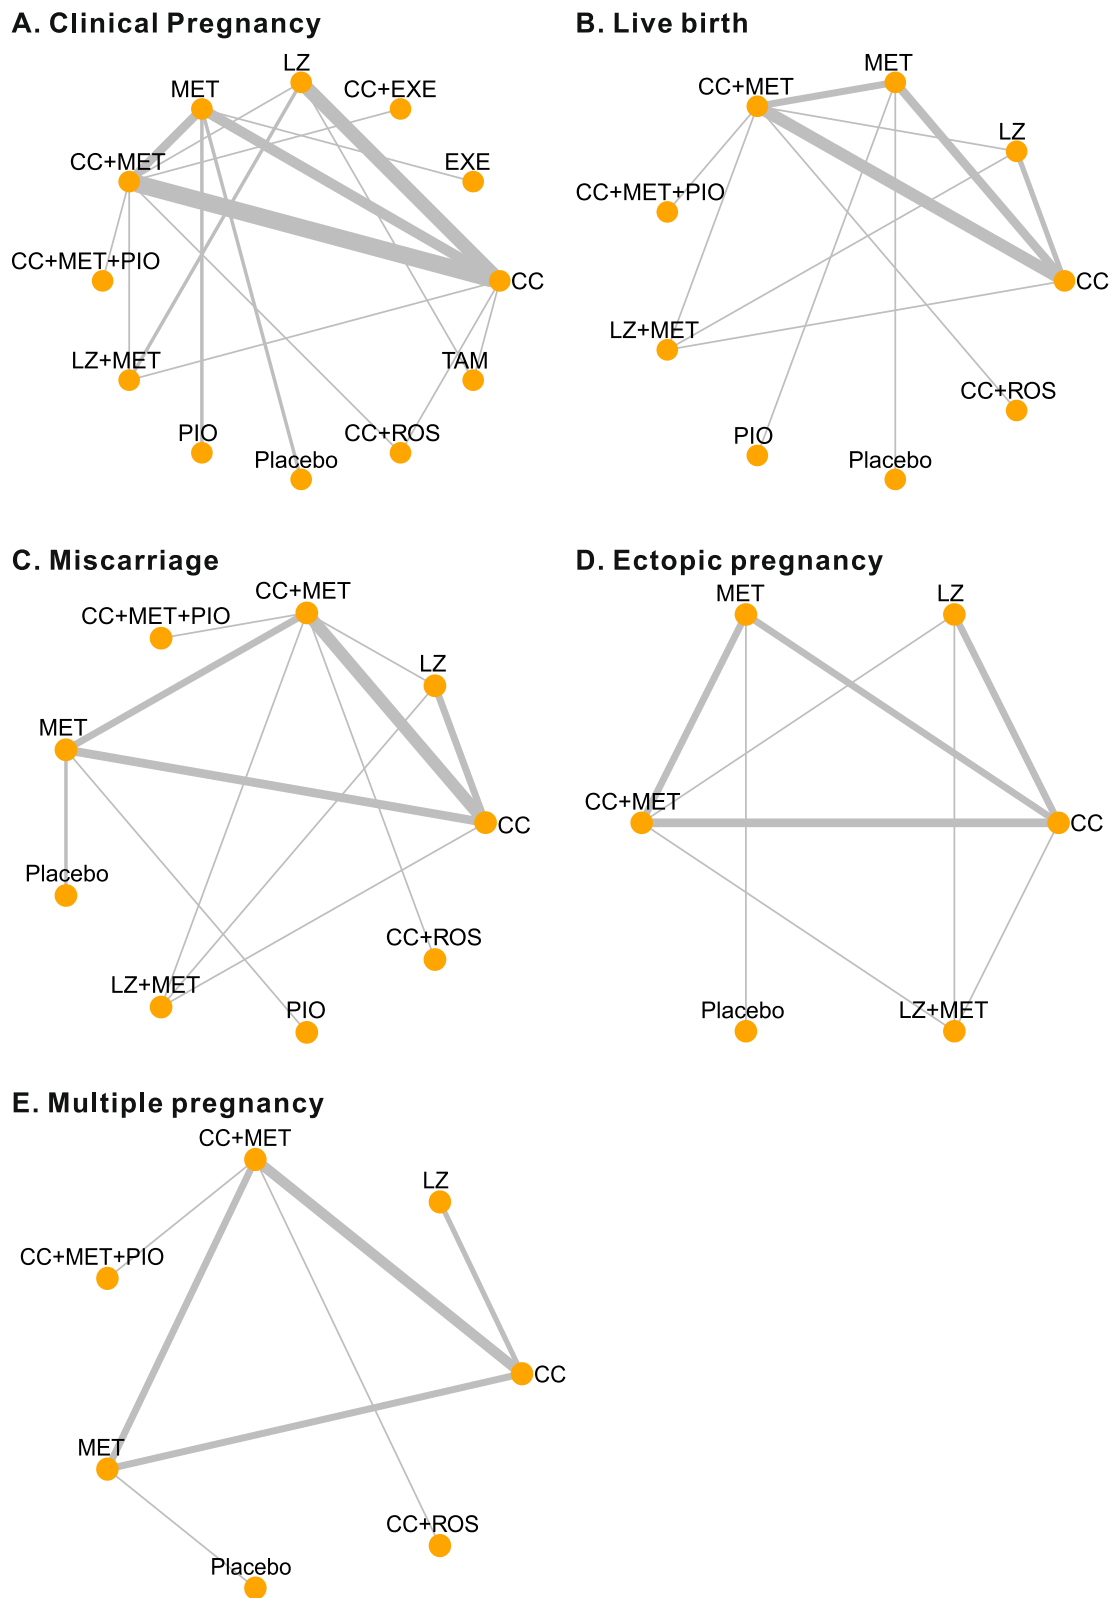 A. Clinical Pregnancy
LZ
MET
CC+EXE
CC+MET
EXE
CC+MET+PIO
CC
LZ+MET
TAM
PIO
CC+ROS
Placebo
B. Live birth
MET
CC+MET
LZ
CC+MET+PIO
CC
LZ+MET
CC+ROS
PIO
Placebo
C. Miscarriage
CC+MET
CC+MET+PIO
LZ
MET
CC
Placebo
CC+ROS
LZ+MET
PIO
D. Ectopic pregnancy
MET
LZ
CC+MET
CC
Placebo
LZ+MET
E. Multiple pregnancy
CC+MET
LZ
CC+MET+PIO
CC
MET
CC+ROS
Placebo